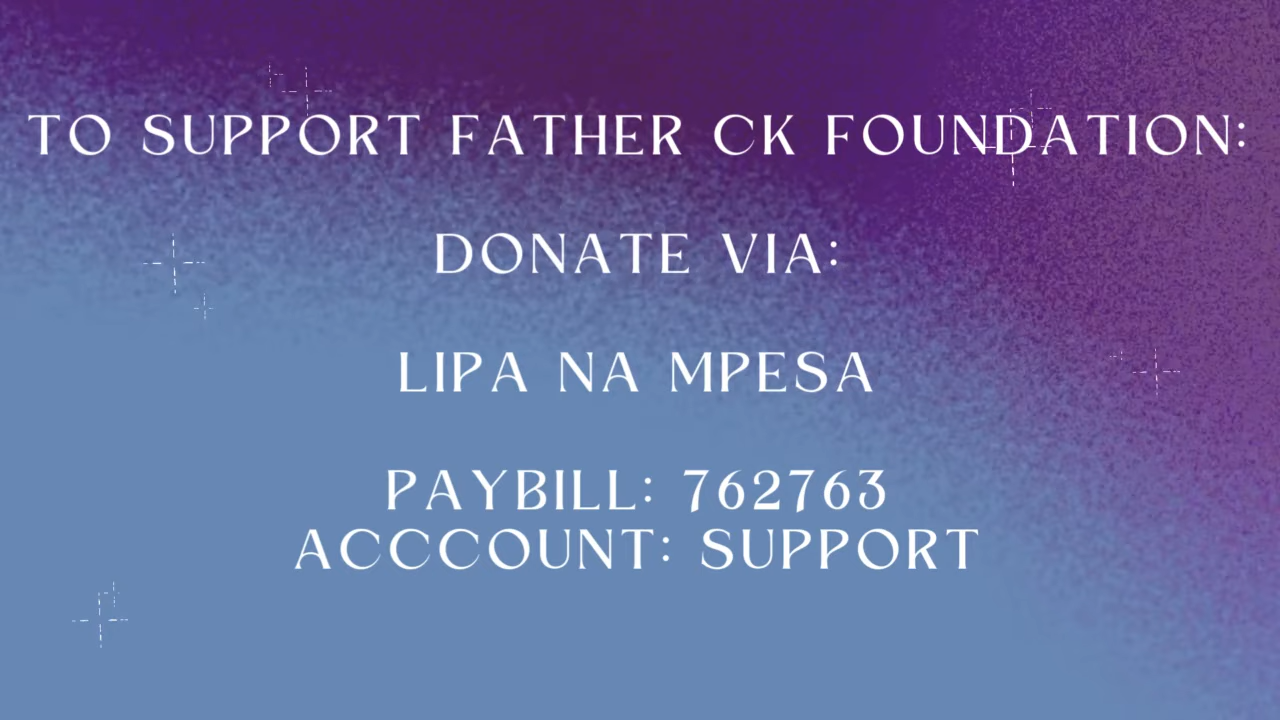 TO SUPPORT FATHER CK FOUNDATION:
DONATE VIA:
LIPA NA MPESA
PAYBILL: 762763
ACCCOUNT: SUPPORT